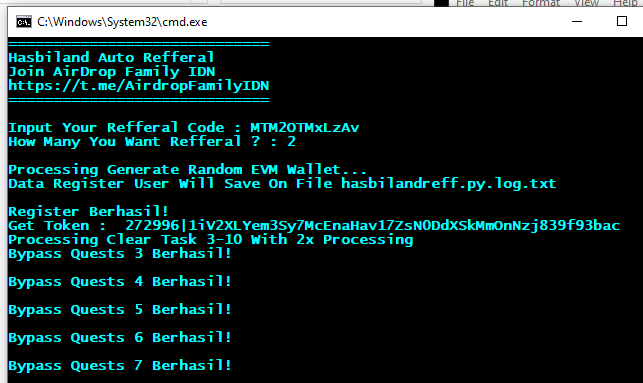 File Edit Format View Help
C:\Windows\System32\cmd.exe
=============================
Hasbiland Auto Refferal
Join AirDrop Family IDN
https://t.me/AirdropFamilyIDN
=============================
Input Your Refferal Code : MTM2OTMxLzAv
How Many You Want Refferal ? : 2
Processing Generate Random EVM Wallet...
Data Register User Will Save On File hasbilandreff.py.log.txt
Register Berhasil!
Get Token :  272996|1iV2XLYem3Sy7McEnaHav17ZsNODdXSkMmOnNzj839f93bac
Processing Clear Task 3-10 With 2x Processing
Bypass Quests 3 Berhasil!
Bypass Quests 4 Berhasil!
Bypass Quests 5 Berhasil!
Bypass Quests 6 Berhasil!
Bypass Quests 7 Berhasil!